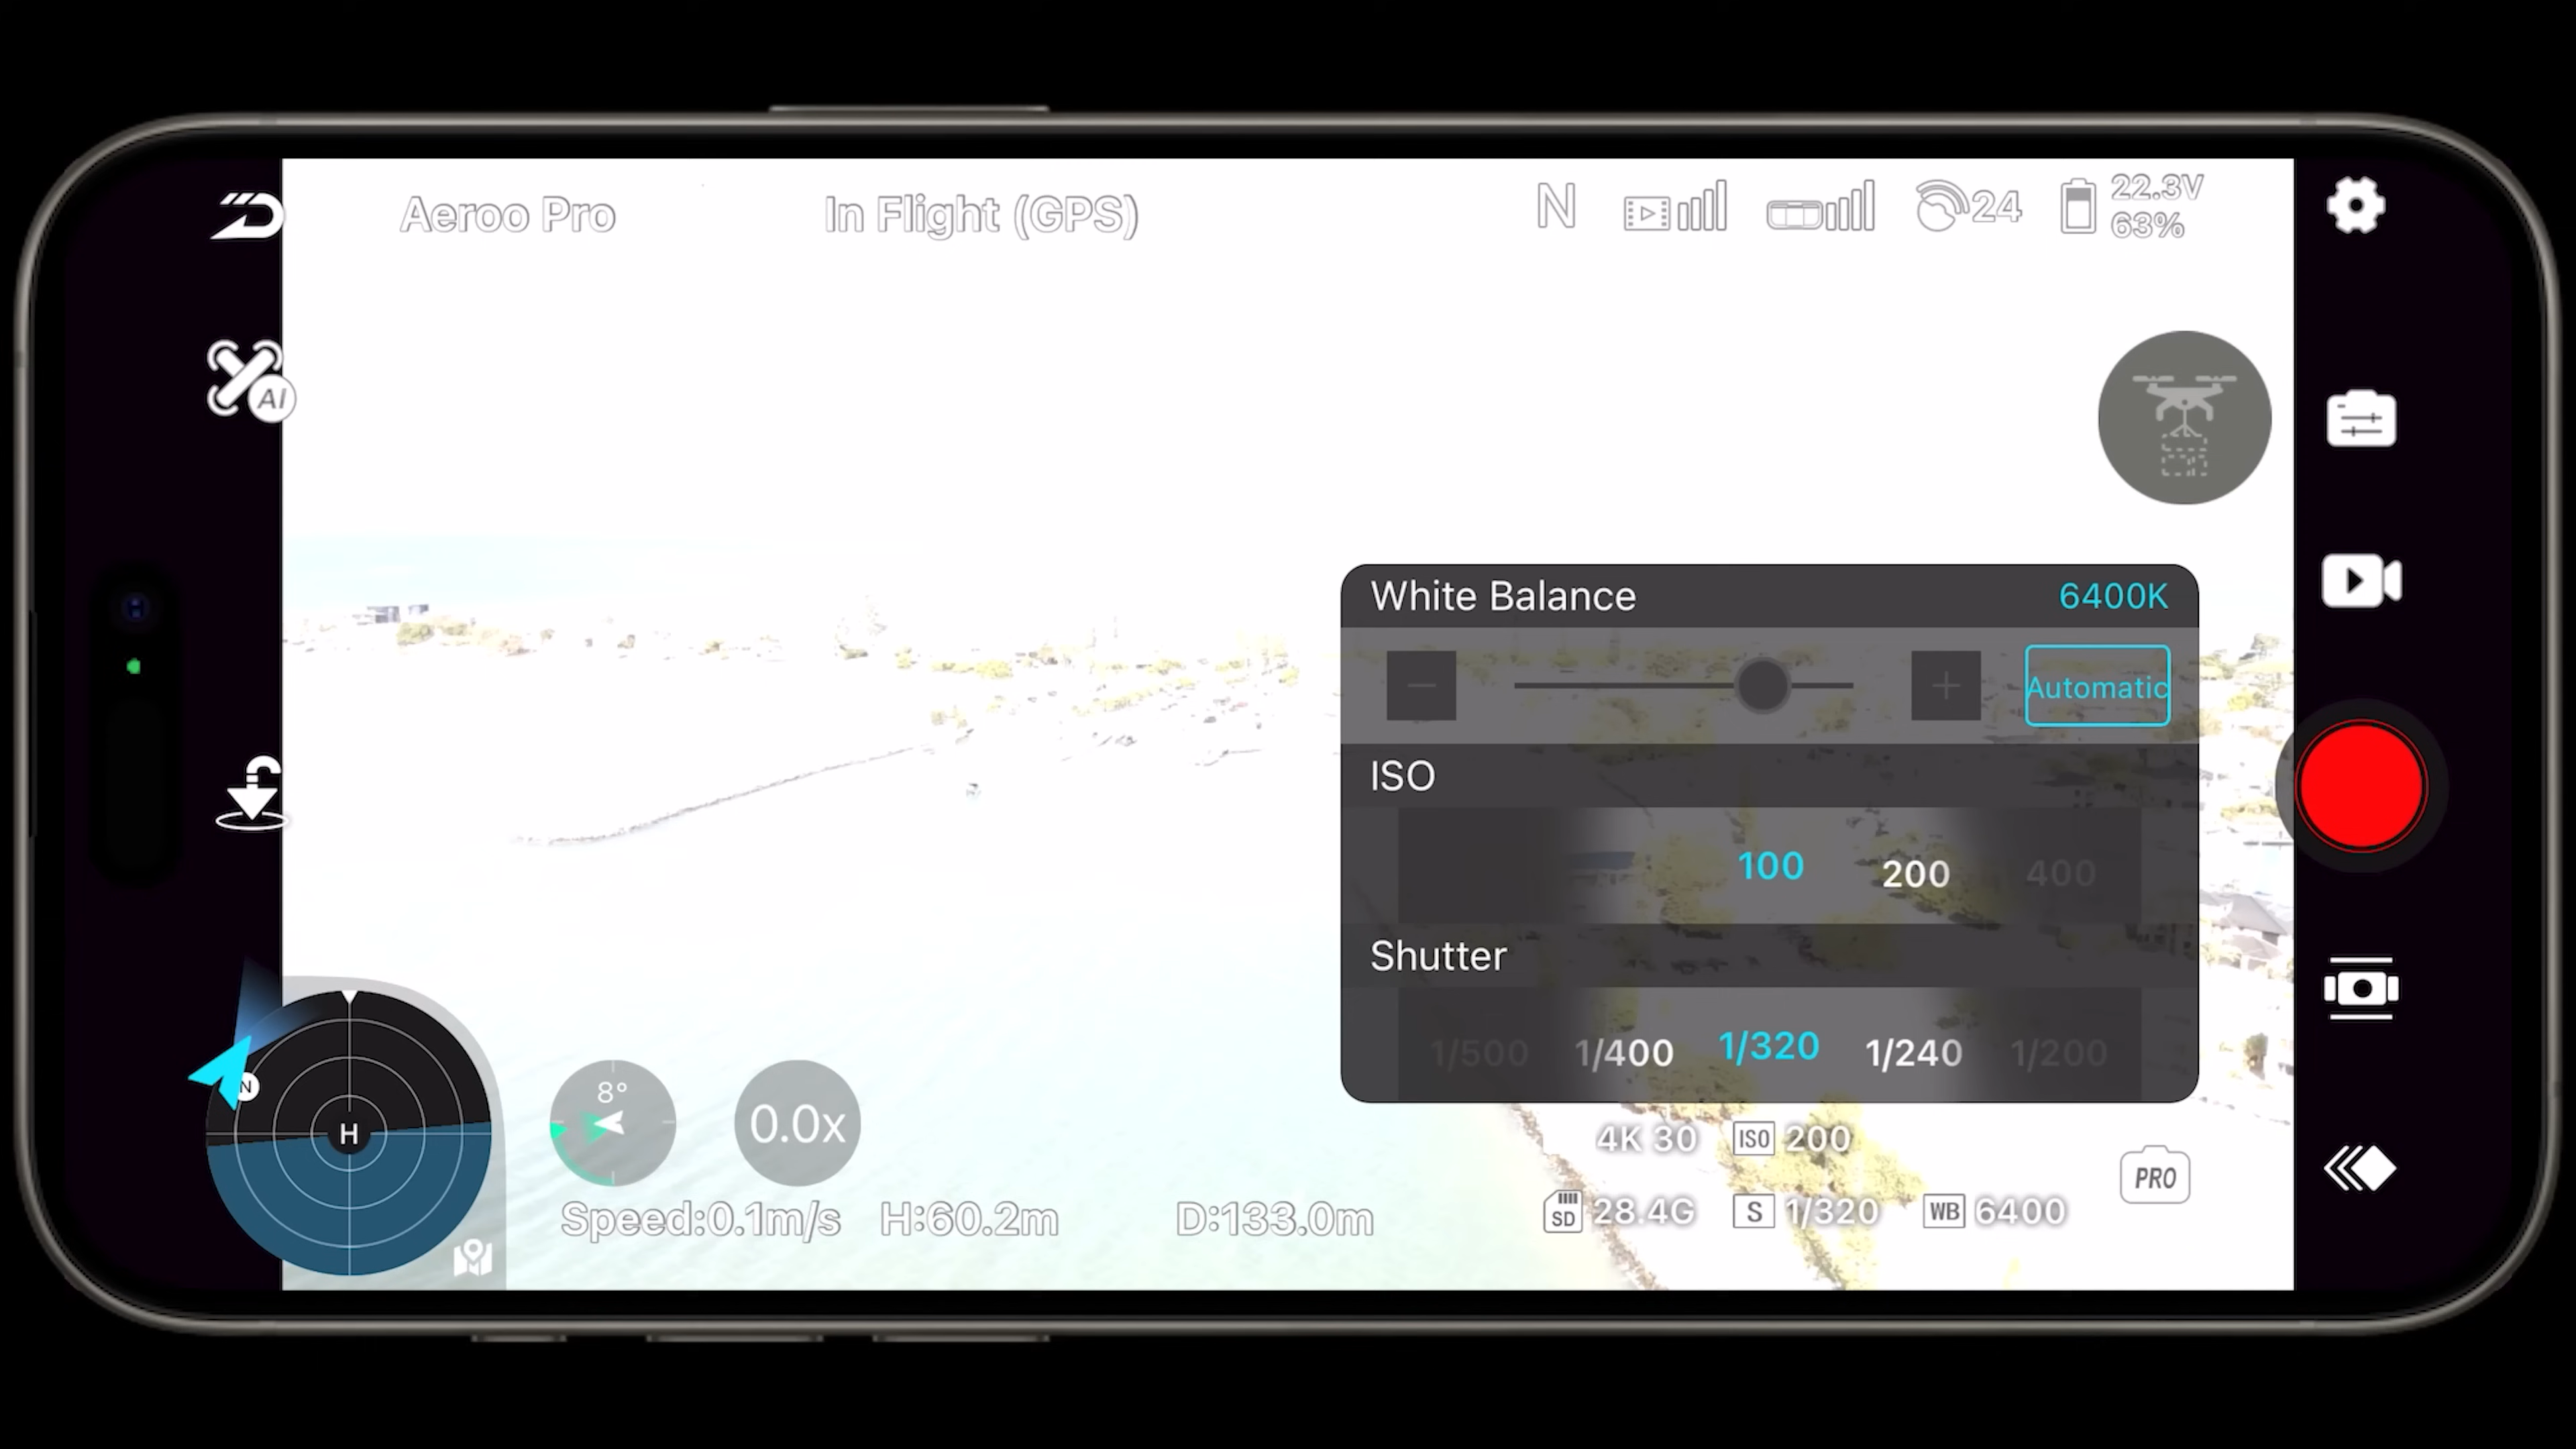 Aeroo Pro
In Flight (GPS)
N
24
22.3V
63%
AI
White Balance
6400K
Automatic
ISO
100
200
400
Shutter
1/500
1/400
1/320
1/240
1/200
N
H
8°
0.0x
Speed:0.1m/s
H:60.2m
D:133.0m
4K 30
ISO 200
SD 28.4G
S 1/320
WB 6400
PRO